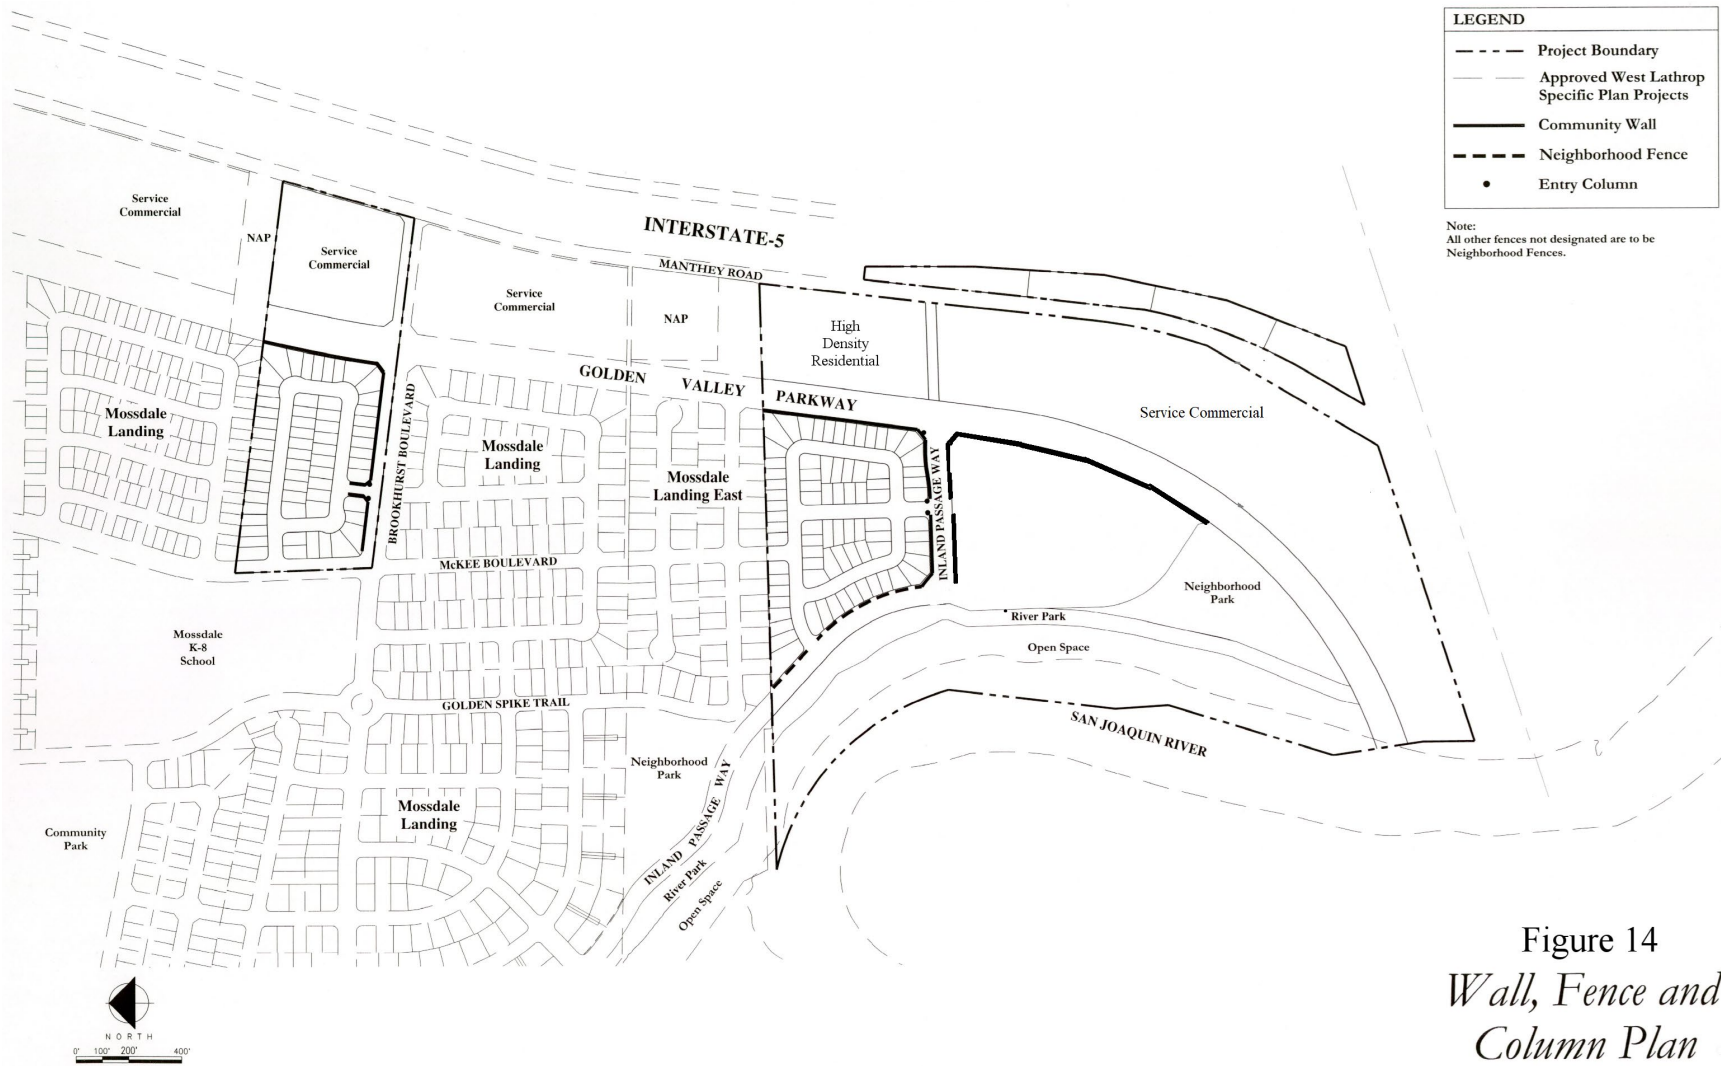 LEGEND
Project Boundary
Approved West Lathrop
Specific Plan Projects
Community Wall
Neighborhood Fence
Entry Column
Note:
All other fences not designated are to be
Neighborhood Fences.
Service
Commercial
NAP
Service
Commercial
INTERSTATE-5
MANTHEY ROAD
Service
Commercial
NAP
High
Density
Residential
GOLDEN VALLEY PARKWAY
Service Commercial
Mossdale
Landing
BROOKHURST BOULEVARD
Mossdale
Landing
Mossdale
Landing East
INLAND PASSAGE WAY
McKEE BOULEVARD
Neighborhood
Park
River Park
Open Space
Mossdale
K-8
School
GOLDEN SPIKE TRAIL
SAN JOAQUIN RIVER
Neighborhood
Park
INLAND PASSAGE WAY
River Park
Open Space
Mossdale
Landing
Community
Park
NORTH
0' 100' 200' 400'
Figure 14
Wall, Fence and
Column Plan